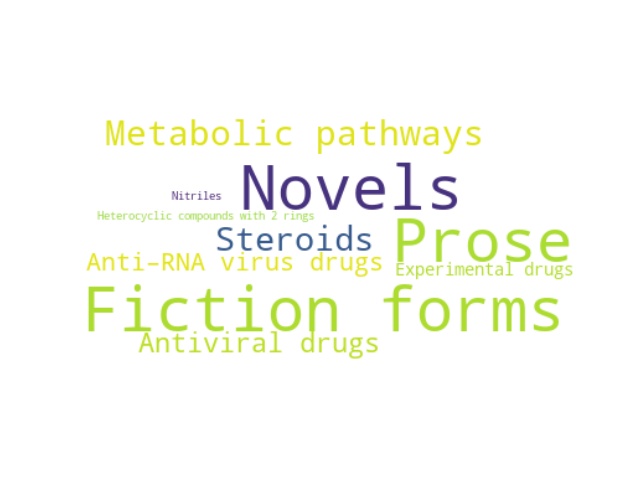 Metabolic pathways
Novels
Nitriles
Heterocyclic compounds with 2 rings
Prose
Steroids
Anti-RNA virus drugs
Experimental drugs
Fiction forms
Antiviral drugs